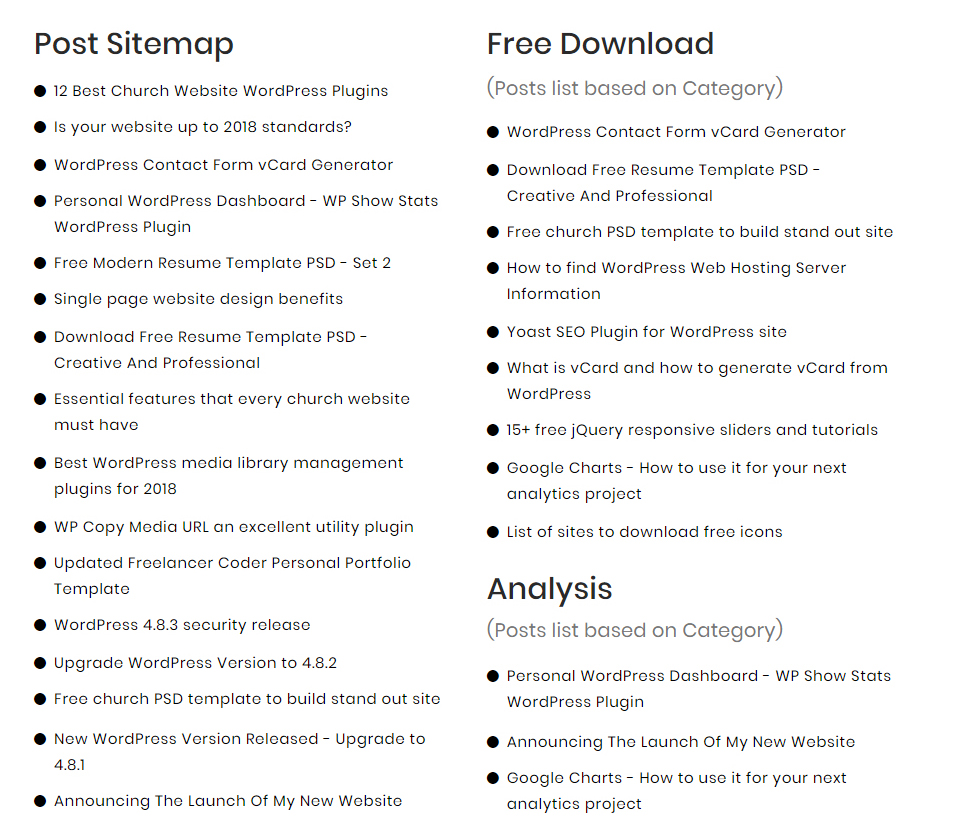 Post Sitemap
12 Best Church Website WordPress Plugins
Is your website up to 2018 standards?
WordPress Contact Form vCard Generator
Personal WordPress Dashboard - WP Show Stats
WordPress Plugin
Free Modern Resume Template PSD - Set 2
Single page website design benefits
Download Free Resume Template PSD -
Creative And Professional
Essential features that every church website
must have
Best WordPress media library management
plugins for 2018
WP Copy Media URL an excellent utility plugin
Updated Freelancer Coder Personal Portfolio
Template
WordPress 4.8.3 security release
Upgrade WordPress Version to 4.8.2
Free church PSD template to build stand out site
New WordPress Version Released - Upgrade to
4.8.1
Announcing The Launch Of My New Website
Free Download
(Posts list based on Category)
WordPress Contact Form vCard Generator
Download Free Resume Template PSD -
Creative And Professional
Free church PSD template to build stand out site
How to find WordPress Web Hosting Server
Information
Yoast SEO Plugin for WordPress site
What is vCard and how to generate vCard from
WordPress
15+ free jQuery responsive sliders and tutorials
Google Charts - How to use it for your next
analytics project
List of sites to download free icons
Analysis
(Posts list based on Category)
Personal WordPress Dashboard - WP Show Stats
WordPress Plugin
Announcing The Launch Of My New Website
Google Charts - How to use it for your next
analytics project